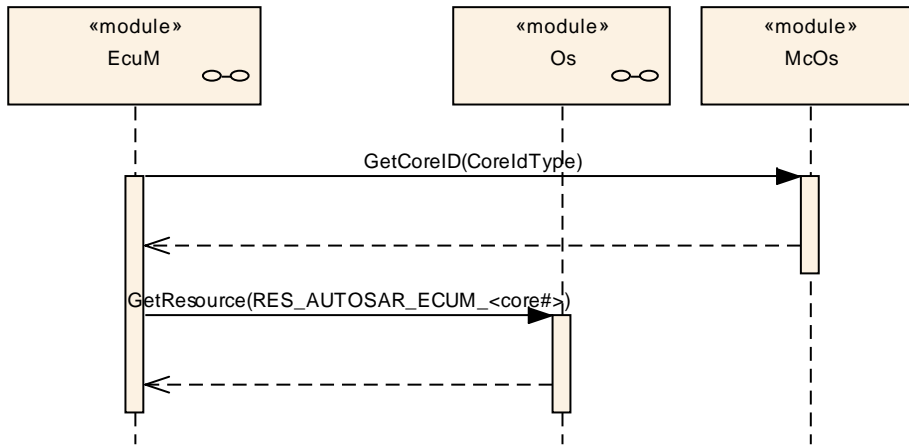 «module»
EcuM
«module»
Os
«module»
McOs
GetCoreID(CoreIdType)
GetResource(RES_AUTOSAR_ECUM_<core#>)